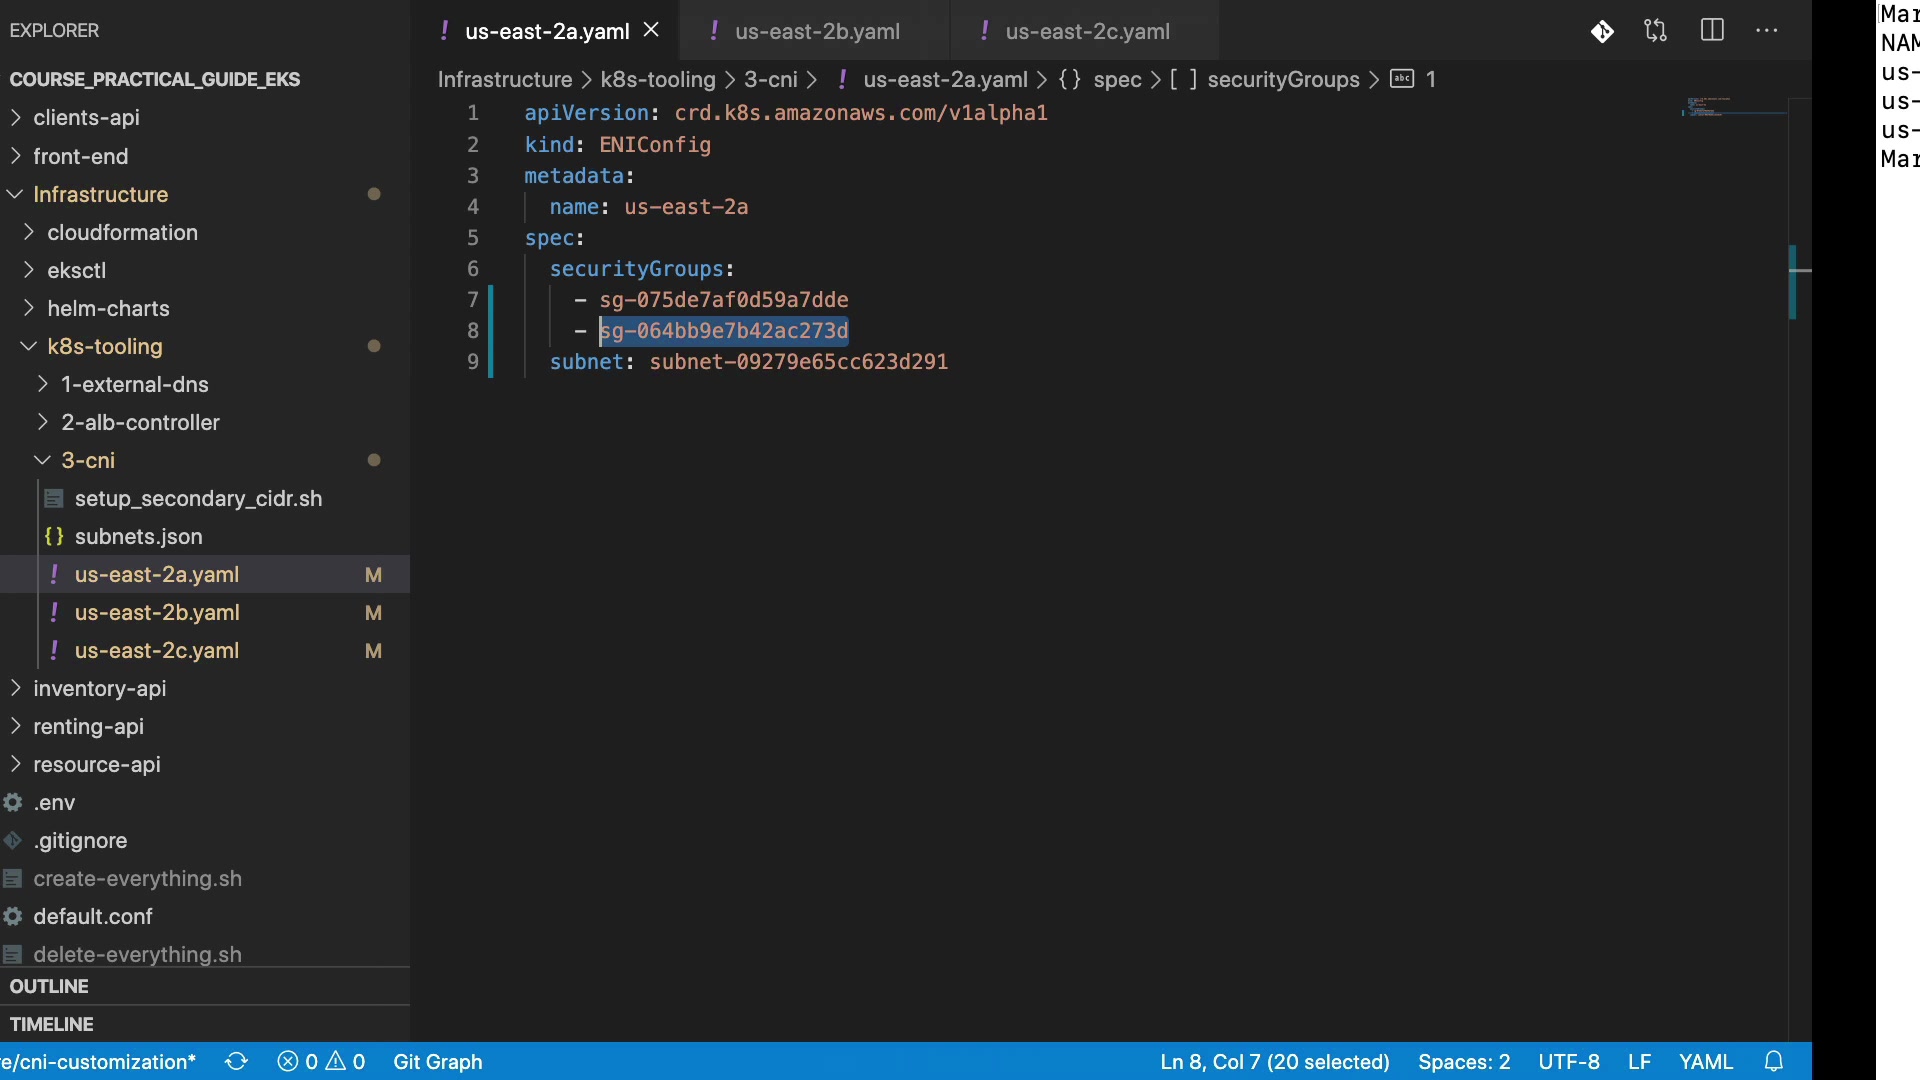 EXPLORER
COURSE_PRACTICAL_GUIDE_EKS
clients-api
front-end
Infrastructure
cloudformation
eksctl
helm-charts
k8s-tooling
1-external-dns
2-alb-controller
3-cni
setup_secondary_cidr.sh
{} subnets.json
! us-east-2a.yaml M
! us-east-2b.yaml M
! us-east-2c.yaml M
inventory-api
renting-api
resource-api
.env
.gitignore
create-everything.sh
default.conf
delete-everything.sh
OUTLINE
TIMELINE
! us-east-2a.yaml ! us-east-2b.yaml ! us-east-2c.yaml
Infrastructure > k8s-tooling > 3-cni > ! us-east-2a.yaml > {} spec > [ ] securityGroups > abc 1
1 apiVersion: crd.k8s.amazonaws.com/v1alpha1
2 kind: ENIConfig
3 metadata:
4 name: us-east-2a
5 spec:
6 securityGroups:
7 - sg-075de7af0d59a7dde
8 - sg-064bb9e7b42ac273d
9 subnet: subnet-09279e65cc623d291
Mar
NAM
us-
us-
us-
Mar
e/cni-customization* 0 0 Git Graph Ln 8, Col 7 (20 selected) Spaces: 2 UTF-8 LF YAML